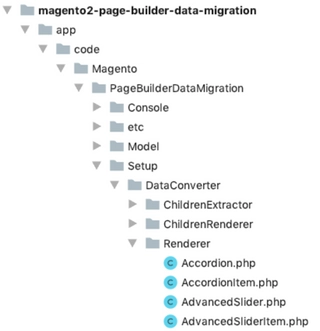 magento2-page-builder-data-migration
app
code
Magento
PageBuilderDataMigration
Console
etc
Model
Setup
DataConverter
ChildrenExtractor
ChildrenRenderer
Renderer
C Accordion.php
C AccordionItem.php
C AdvancedSlider.php
C AdvancedSliderItem.php